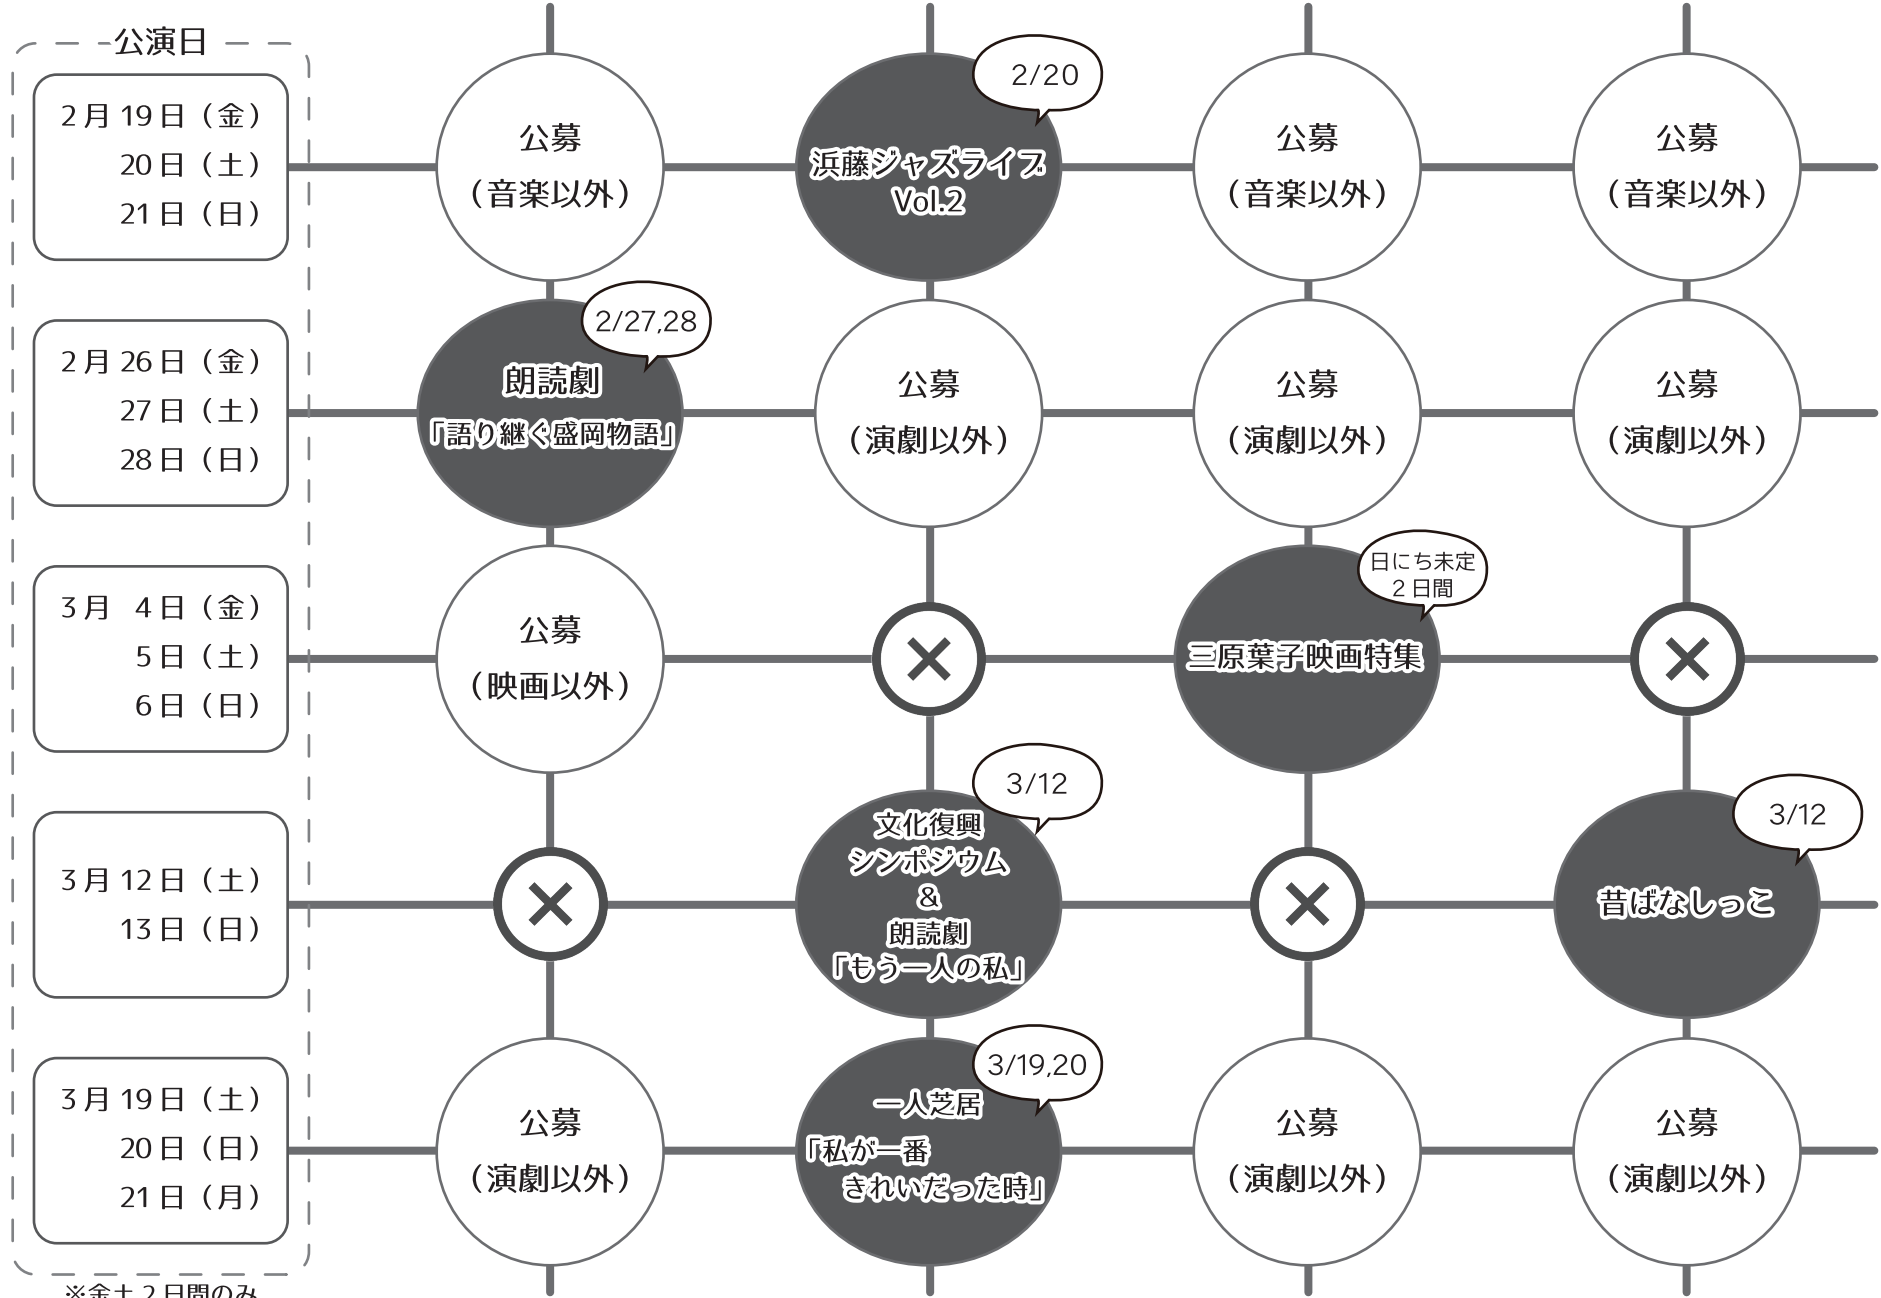 公演日
2月19日（金）
20日（土）
21日（日）
公募
（音楽以外）
2/20
浜藤ジャズライブ
Vol.2
公募
（音楽以外）
公募
（音楽以外）
2月26日（金）
27日（土）
28日（日）
2/27,28
朗読劇
「語り継ぐ盛岡物語」
公募
（演劇以外）
公募
（演劇以外）
公募
（演劇以外）
3月 4日（金）
5日（土）
6日（日）
公募
（映画以外）
×
日にち未定
2日間
三原葉子映画特集
×
3月12日（土）
13日（日）
×
3/12
文化復興
シンポジウム
&
朗読劇
「もう一人の私」
×
3/12
昔ばなしっこ
3月19日（土）
20日（日）
21日（月）
公募
（演劇以外）
3/19,20
一人芝居
「私が一番
きれいだった時」
公募
（演劇以外）
公募
（演劇以外）
※金土2日間のみ